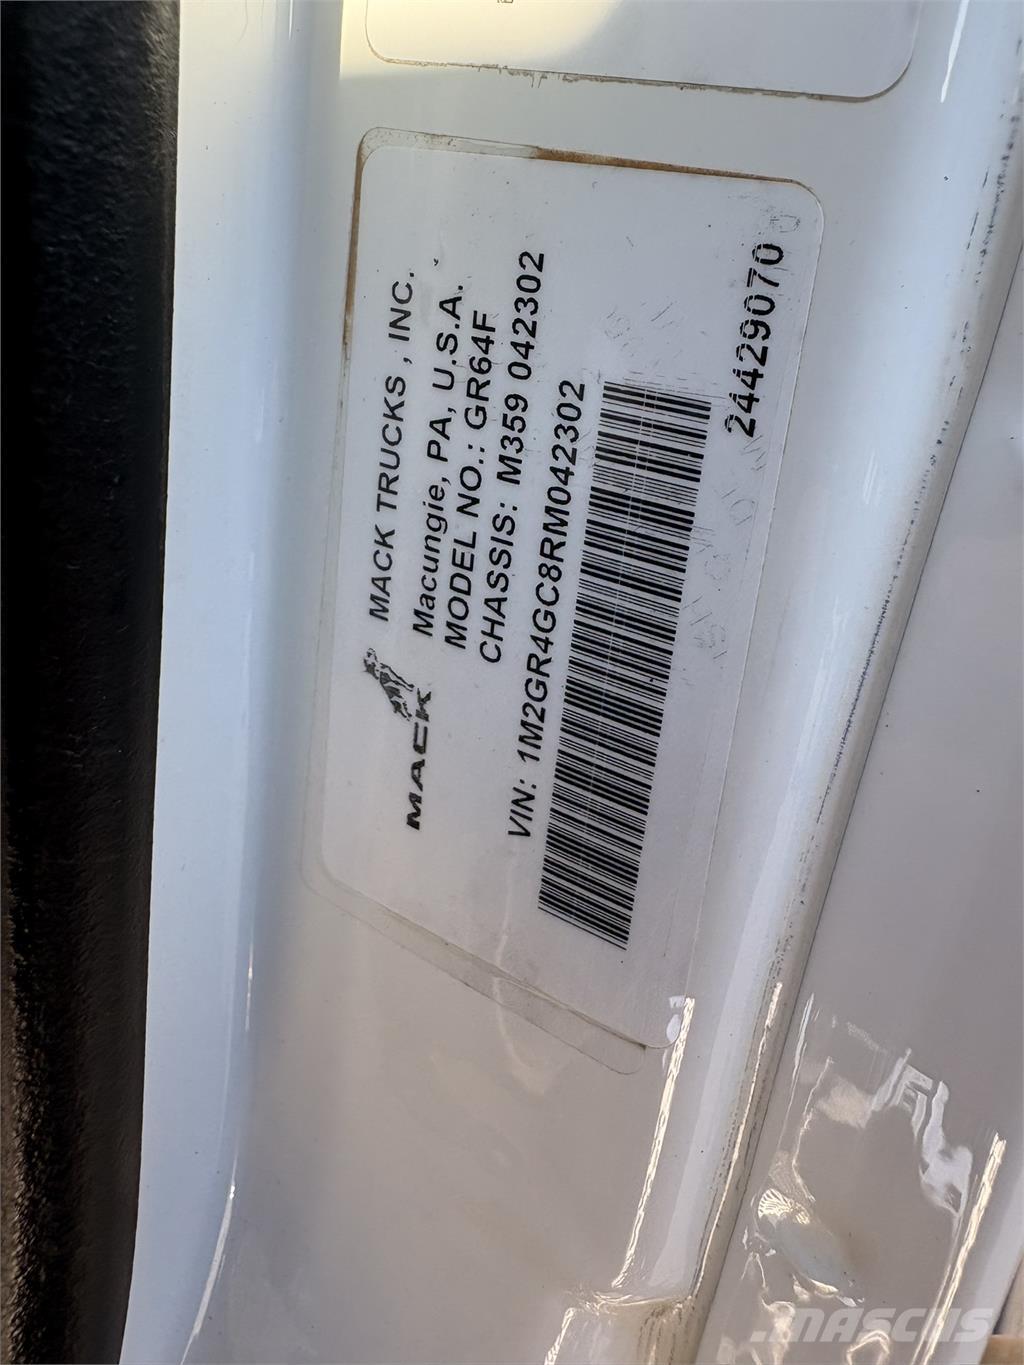 MACK
MACK TRUCKS , INC.
Macungie, PA, U.S.A.
MODEL NO.: GR64F
CHASSIS: M359 042302
VIN: 1M2GR4GC8RM042302
24429070
MASCUS